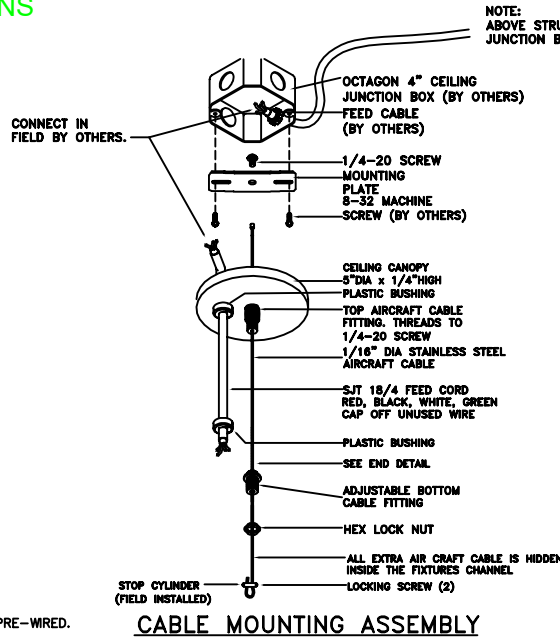 NS
NOTE:
ABOVE STRU
JUNCTION B
OCTAGON 4" CEILING
JUNCTION BOX (BY OTHERS)
FEED CABLE
(BY OTHERS)
CONNECT IN
FIELD BY OTHERS.
1/4-20 SCREW
MOUNTING
PLATE
8-32 MACHINE
SCREW (BY OTHERS)
CEILING CANOPY
5"DIA x 1/4"HIGH
PLASTIC BUSHING
TOP AIRCRAFT CABLE
FITTING. THREADS TO
1/4-20 SCREW
1/16" DIA STAINLESS STEEL
AIRCRAFT CABLE
SJT 18/4 FEED CORD
RED, BLACK, WHITE, GREEN
CAP OFF UNUSED WIRE
PLASTIC BUSHING
SEE END DETAIL
ADJUSTABLE BOTTOM
CABLE FITTING
HEX LOCK NUT
ALL EXTRA AIR CRAFT CABLE IS HIDDEN
INSIDE THE FIXTURES CHANNEL
STOP CYLINDER
(FIELD INSTALLED)
LOCKING SCREW (2)
PRE-WIRED.
CABLE MOUNTING ASSEMBLY